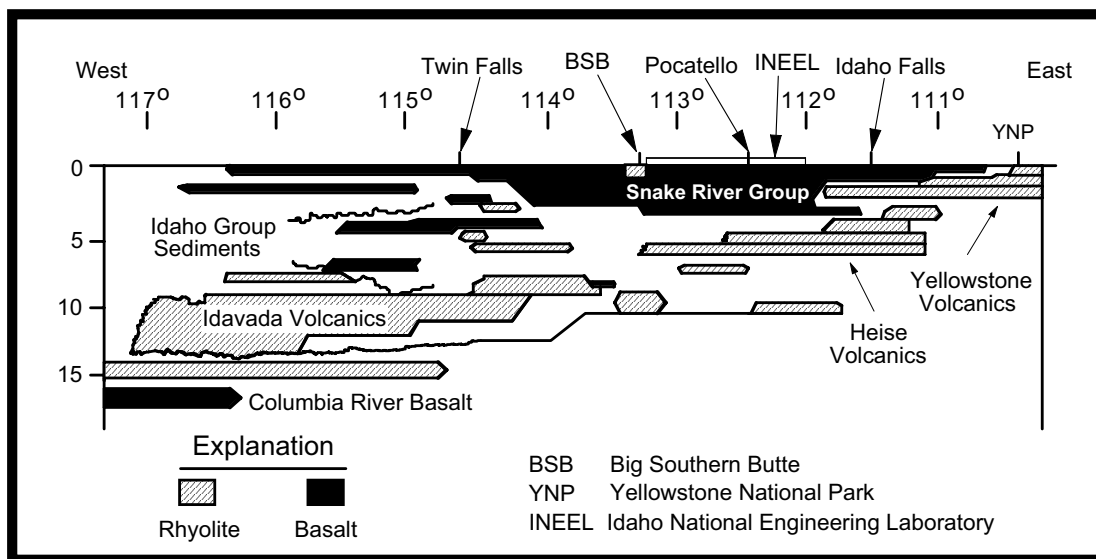 West
East
Twin Falls
BSB
Pocatello
INEEL
Idaho Falls
117o
116o
115o
114o
113o
112o
111o
YNP
0
5
10
15
Snake River Group
Idaho Group
Sediments
Yellowstone
Volcanics
Idavada Volcanics
Heise
Volcanics
Columbia River Basalt
Explanation
Rhyolite
Basalt
BSB Big Southern Butte
YNP Yellowstone National Park
INEEL Idaho National Engineering Laboratory